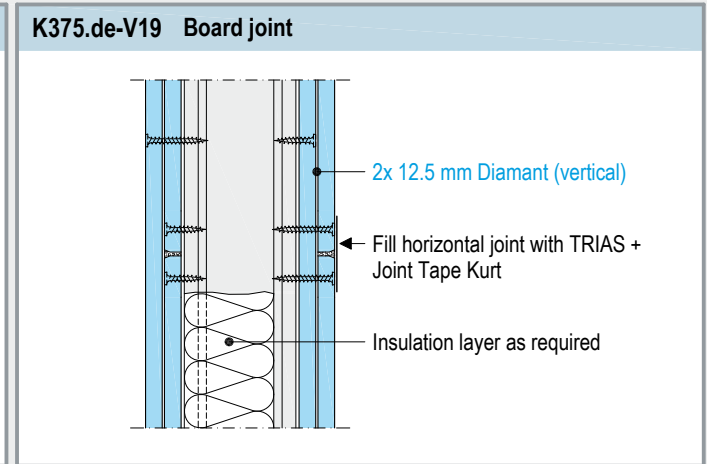 K375.de-V19 Board joint
2x 12.5 mm Diamant (vertical)
Fill horizontal joint with TRIAS +
Joint Tape Kurt
Insulation layer as required